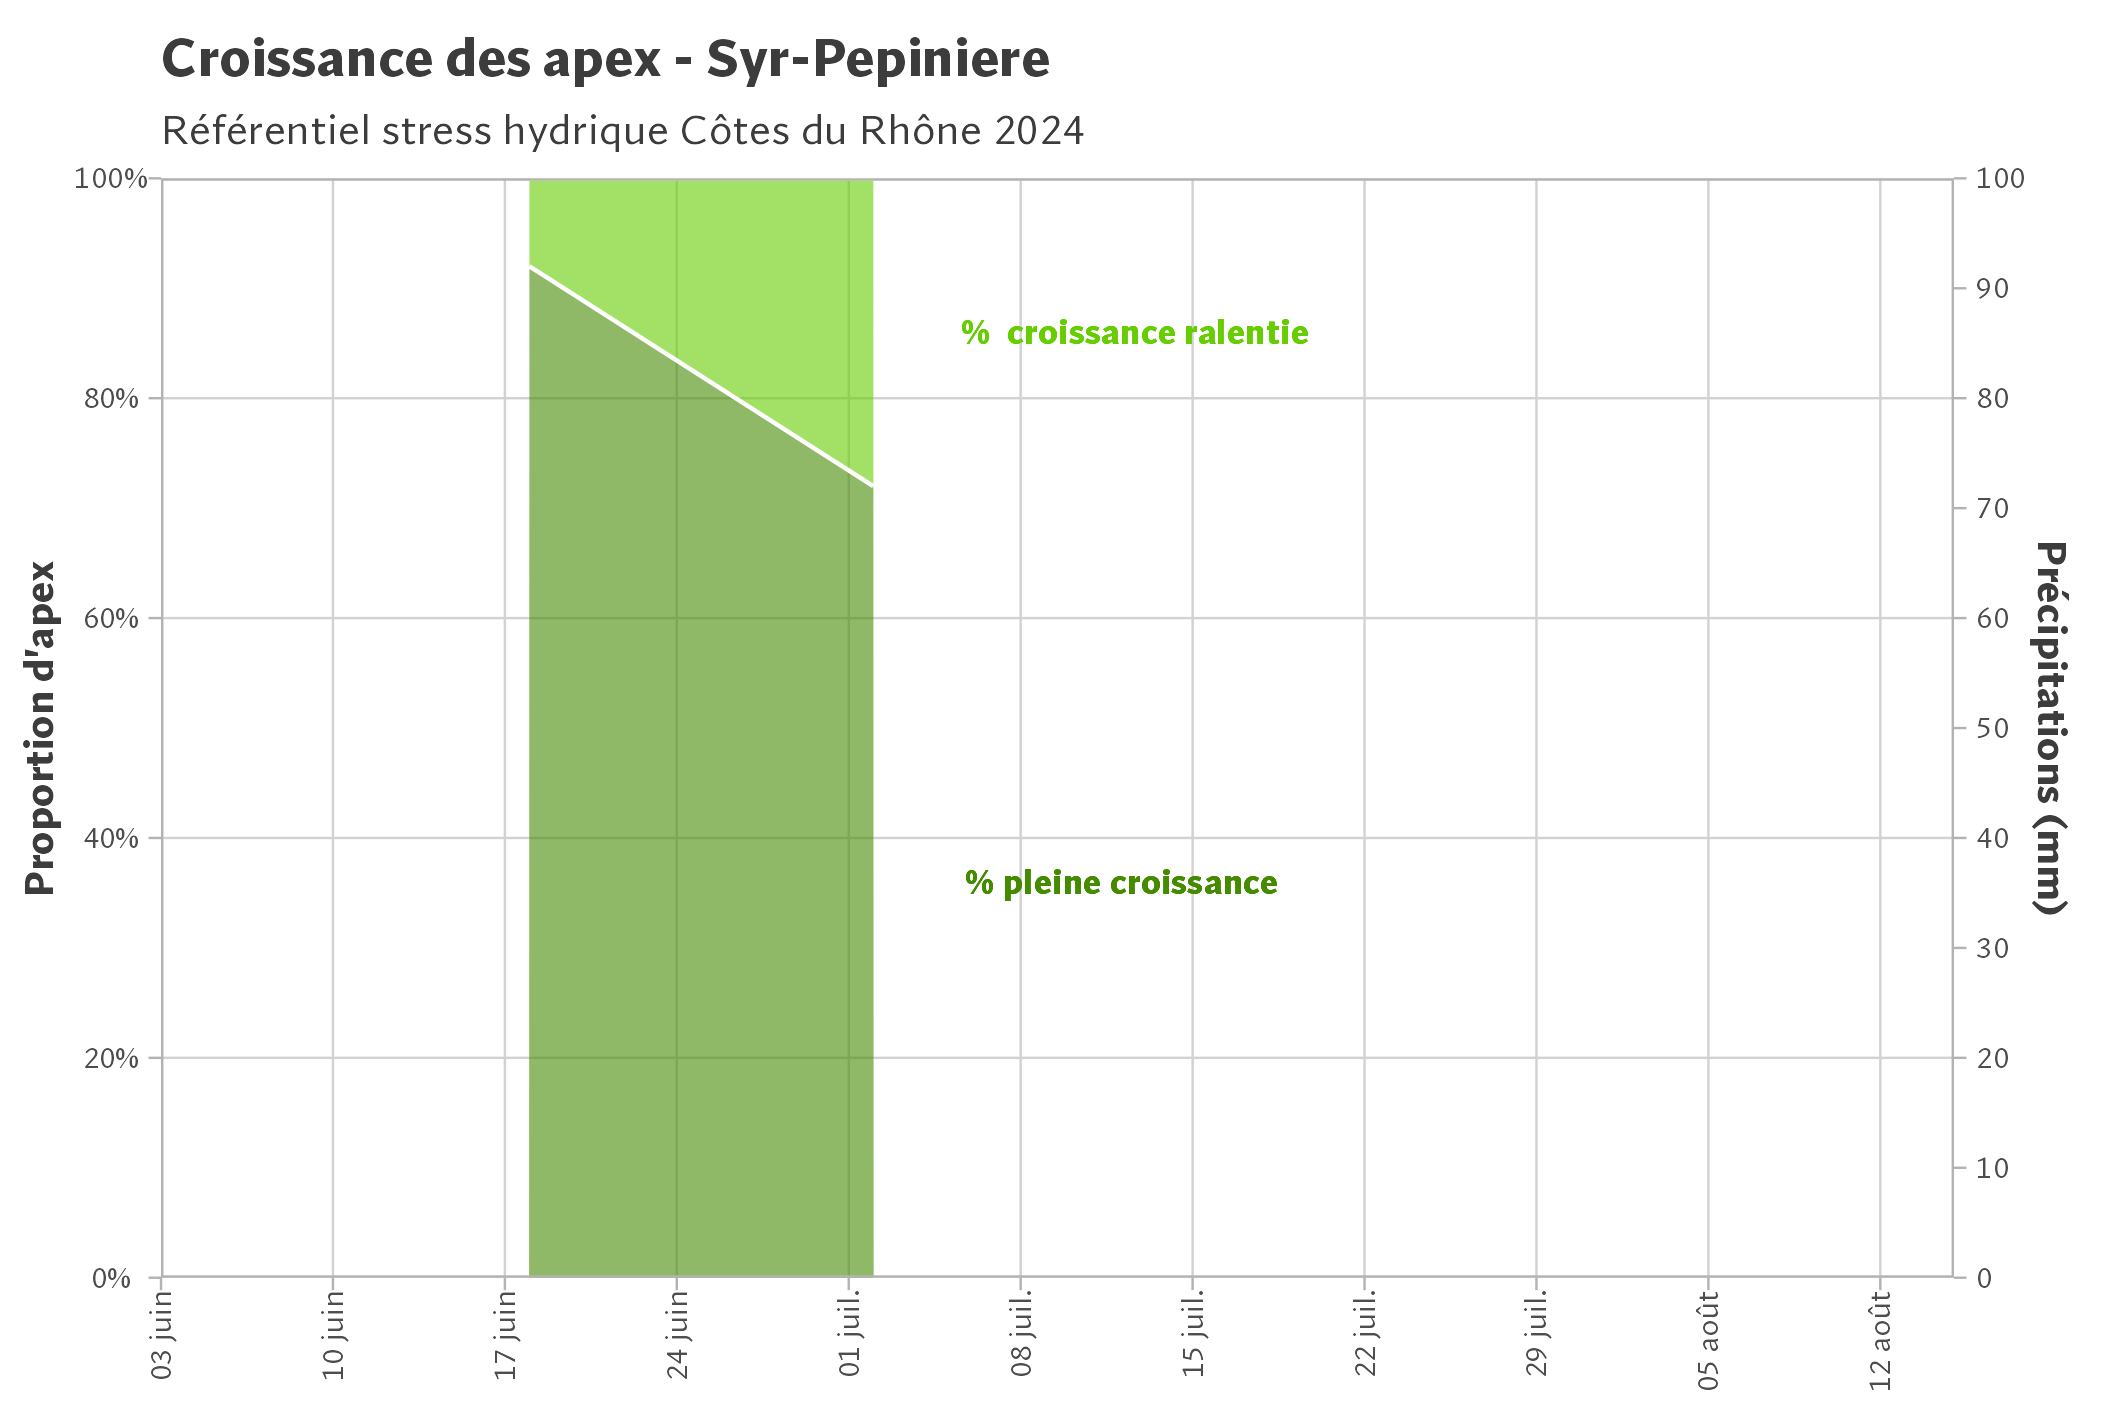 Croissance des apex - Syr-Pepiniere
Référentiel stress hydrique Côtes du Rhône 2024
Proportion d'apex
100%
80%
60%
40%
20%
0%
% croissance ralentie
% pleine croissance
100
90
80
70
60
50
40
30
20
10
0
Précipitations (mm)
03 juin
10 juin
17 juin
24 juin
01 juil.
08 juil.
15 juil.
22 juil.
29 juil.
05 août
12 août